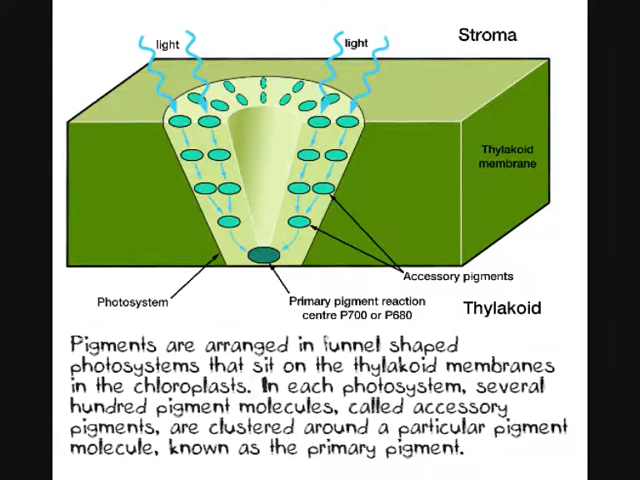 light
light
Stroma
Thylakoid
membrane
Accessory pigments
Photosystem
Primary pigment reaction
centre P700 or P680
Thylakoid
Pigments are arranged in funnel shaped
photosystems that sit on the thylakoid membranes
in the chloroplasts. In each photosystem, several
hundred pigment molecules, called accessory
pigments, are clustered around a particular pigment
molecule, known as the primary pigment.